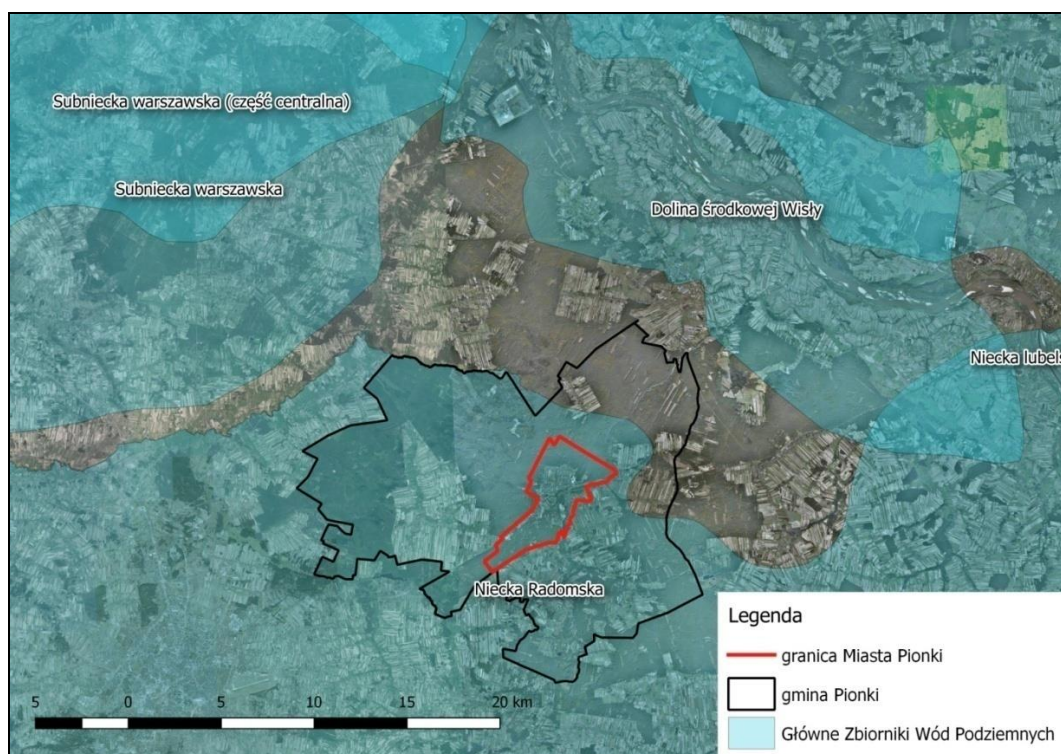 Subniecka warszawska (część centralna)
Subniecka warszawska
Dolina środkowej Wisły
Niecka lubels
Niecka Radomska
Legenda
granica Miasta Pionki
gmina Pionki
Główne Zbiorniki Wód Podziemnych
5 0 5 10 15 20 km